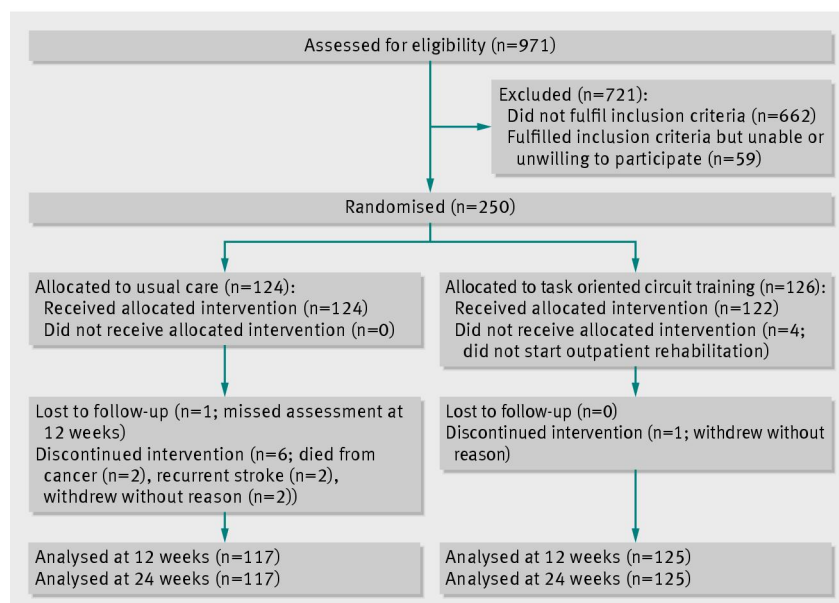 Assessed for eligibility (n=971)
Excluded (n=721):
Did not fulfil inclusion criteria (n=662)
Fulfilled inclusion criteria but unable or
unwilling to participate (n=59)
Randomised (n=250)
Allocated to usual care (n=124):
Received allocated intervention (n=124)
Did not receive allocated intervention (n=0)
Allocated to task oriented circuit training (n=126):
Received allocated intervention (n=122)
Did not receive allocated intervention (n=4;
did not start outpatient rehabilitation)
Lost to follow-up (n=1; missed assessment at
12 weeks)
Discontinued intervention (n=6; died from
cancer (n=2), recurrent stroke (n=2),
withdrew without reason (n=2))
Lost to follow-up (n=0)
Discontinued intervention (n=1; withdrew without
reason)
Analysed at 12 weeks (n=117)
Analysed at 24 weeks (n=117)
Analysed at 12 weeks (n=125)
Analysed at 24 weeks (n=125)